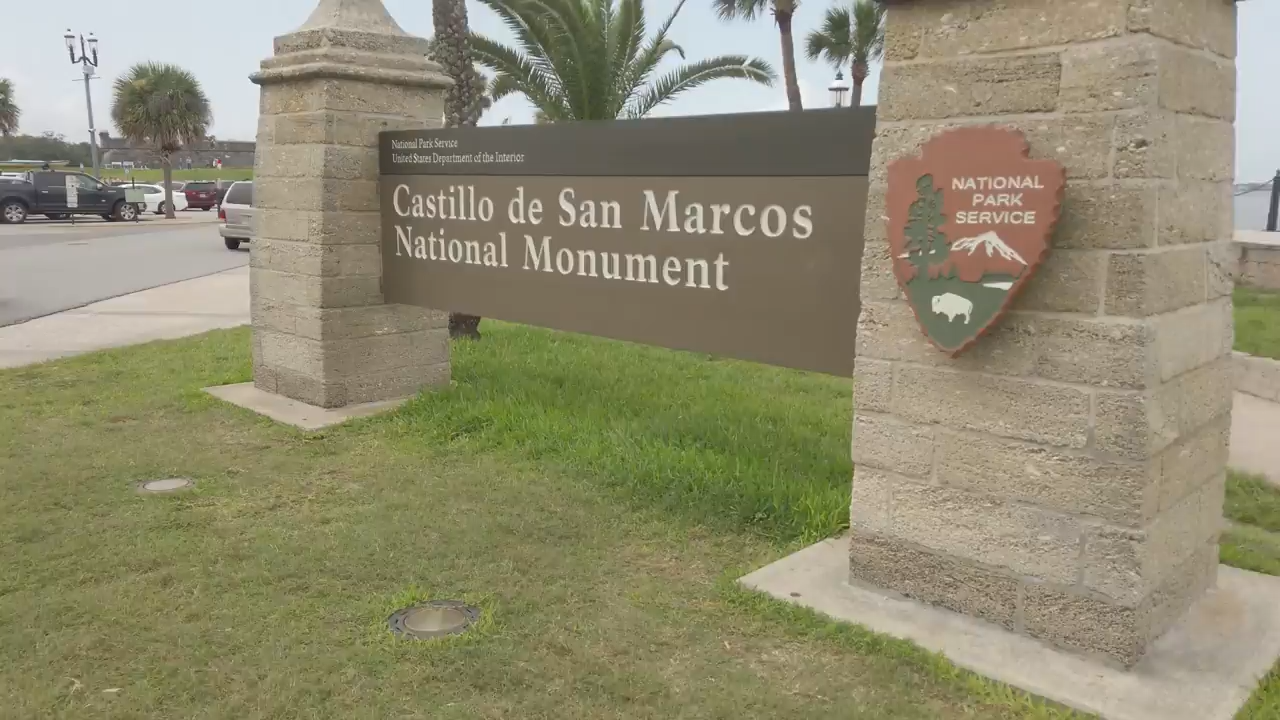 National Park Service
United States Department of the Interior
Castillo de San Marcos
National Monument
NATIONAL
PARK
SERVICE